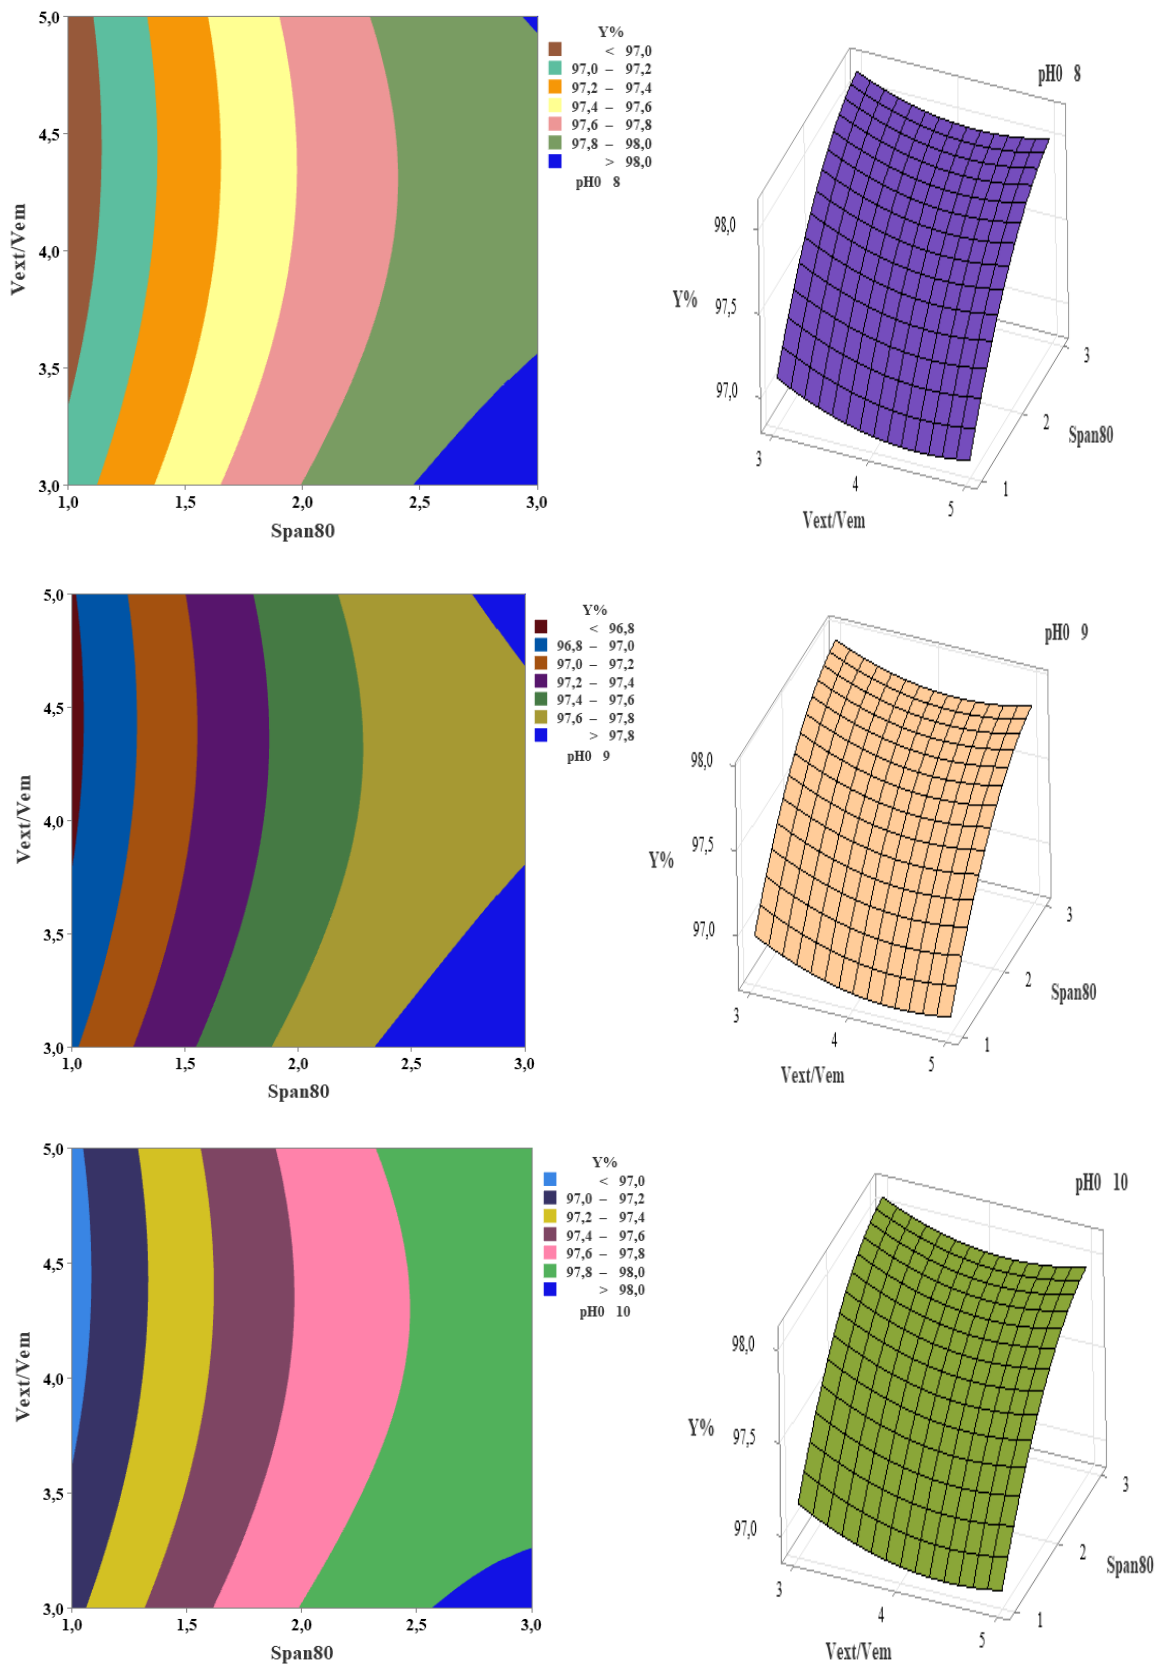 5,0
4,5
4,0
3,5
3,0
Vext/Vem
1,0 1,5 2,0 2,5 3,0
Span80
Y%
< 97,0
97,0 – 97,2
97,2 – 97,4
97,4 – 97,6
97,6 – 97,8
97,8 – 98,0
> 98,0
pH0 8
pH0 8
98,0
97,5
97,0
Y%
3
4
5
Vext/Vem
1
2
3
Span80
5,0
4,5
4,0
3,5
3,0
Vext/Vem
1,0 1,5 2,0 2,5 3,0
Span80
Y%
< 96,8
96,8 – 97,0
97,0 – 97,2
97,2 – 97,4
97,4 – 97,6
97,6 – 97,8
> 97,8
pH0 9
pH0 9
98,0
97,5
97,0
Y%
3
4
5
Vext/Vem
1
2
3
Span80
5,0
4,5
4,0
3,5
3,0
Vext/Vem
1,0 1,5 2,0 2,5 3,0
Span80
Y%
< 97,0
97,0 – 97,2
97,2 – 97,4
97,4 – 97,6
97,6 – 97,8
97,8 – 98,0
> 98,0
pH0 10
pH0 10
98,0
97,5
97,0
Y%
3
4
5
Vext/Vem
1
2
3
Span80